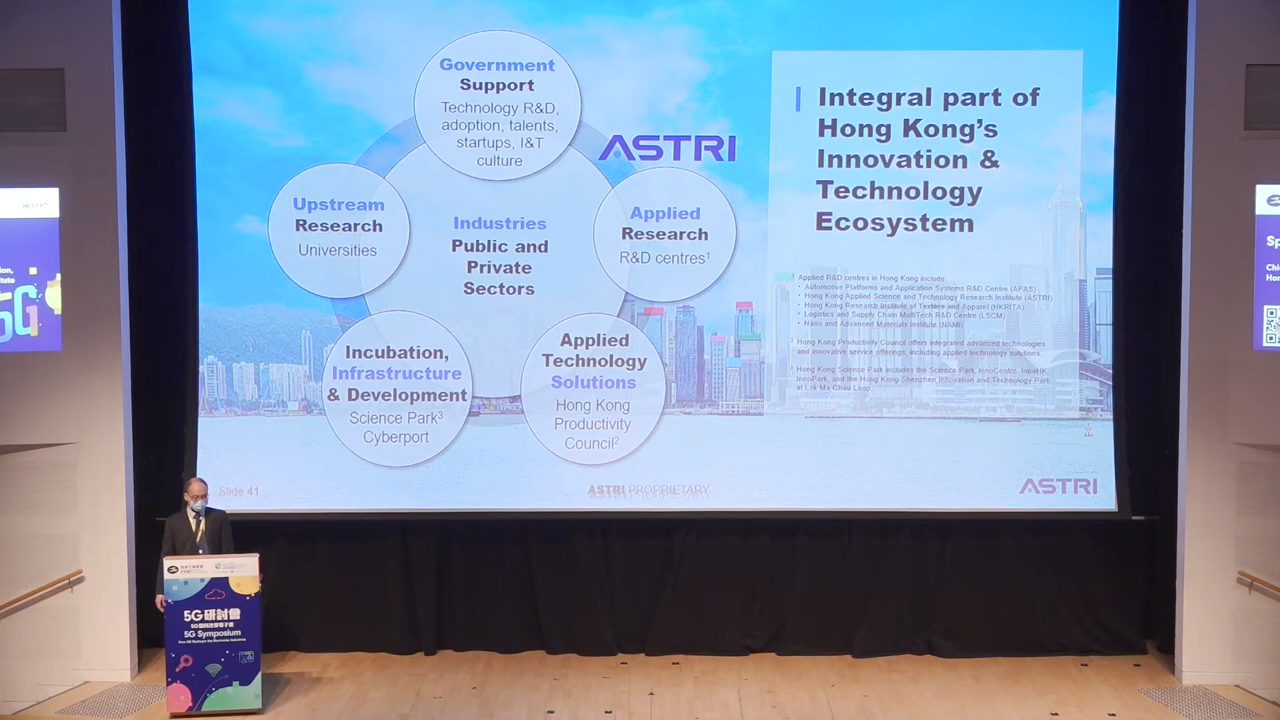 Government
Support
Technology R&D,
adoption, talents,
startups, I&T
culture
ASTRI
Upstream
Research
Universities
Industries
Public and
Private
Sectors
Applied
Research
R&D centres¹
Incubation,
Infrastructure
& Development
Science Park³
Cyberport
Applied
Technology
Solutions
Hong Kong
Productivity
Council²
Integral part of
Hong Kong's
Innovation &
Technology
Ecosystem
¹ Applied R&D centres in Hong Kong include
• Automotive Platforms and Application Systems R&D Centre (APAS)
• Hong Kong Applied Science and Technology Research Institute (ASTRI)
• Hong Kong Research Institute of Textiles and Apparel (HKRITA)
• Logistics and Supply Chain MultiTech R&D Centre (LSCM)
• Nano and Advanced Materials Institute (NAMI)
² Hong Kong Productivity Council offers integrated advanced technologies
and innovative service offerings, including applied technology solutions
³ Hong Kong Science Park includes the Science Park, InnoCentre, InnoHK,
InnoPark, and the Hong Kong-Shenzhen Innovation and Technology Park
at Lok Ma Chau Loop
Slide 41
ASTRI PROPRIETARY
ASTRI
5G
5G研討會
5G Symposium
How 5G Reshape the Electronics Industries